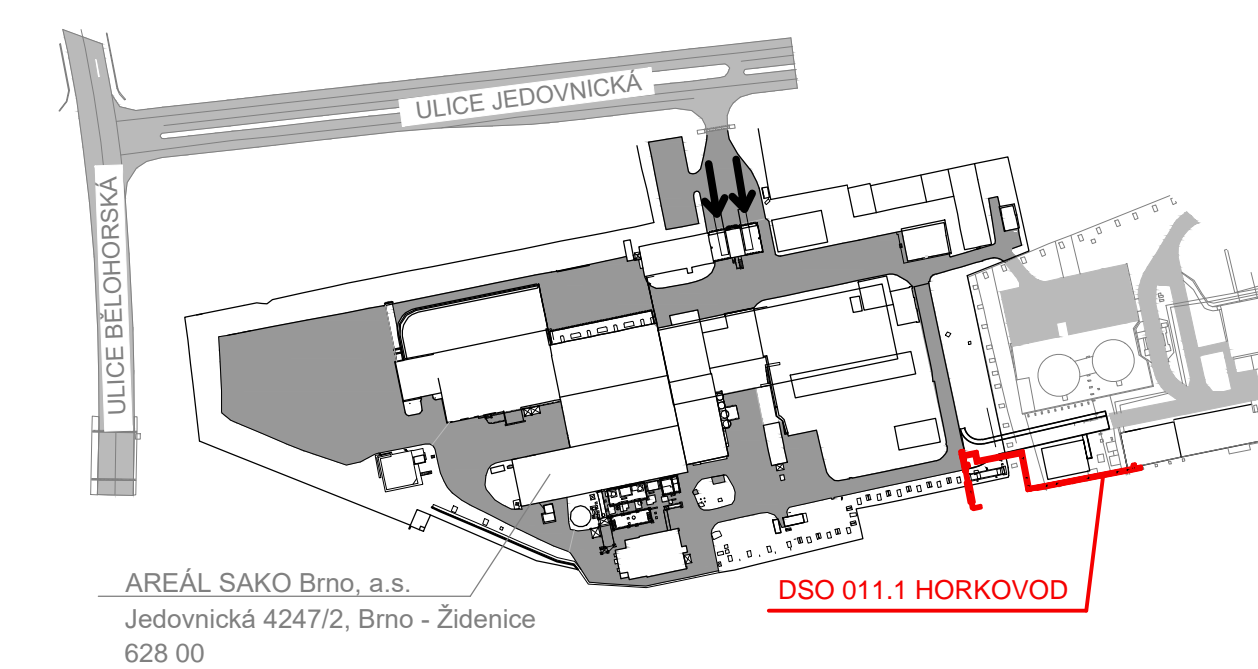 ULICE JEDOVNICKÁ
ULICE BĚLOHORSKÁ
AREÁL SAKO Brno, a.s.
Jedovnická 4247/2, Brno - Židenice
628 00
DSO 011.1 HORKOVOD